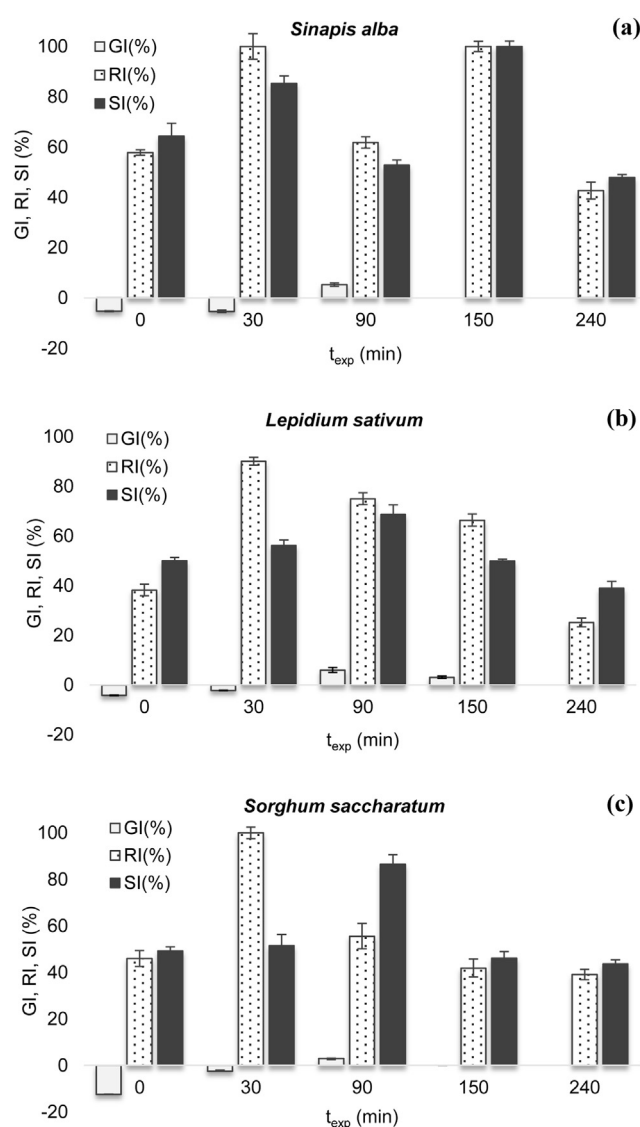 Sinapis alba
(a)
GI(%)
RI(%)
SI(%)
GI, RI, SI (%)
100
80
60
40
20
0
-20
0 30 90 150 240
texp (min)
Lepidium sativum
(b)
GI(%)
RI(%)
SI(%)
GI, RI, SI (%)
100
80
60
40
20
0
-20
0 30 90 150 240
texp (min)
Sorghum saccharatum
(c)
GI(%)
RI(%)
SI(%)
GI, RI, SI (%)
100
80
60
40
20
0
-20
0 30 90 150 240
texp (min)